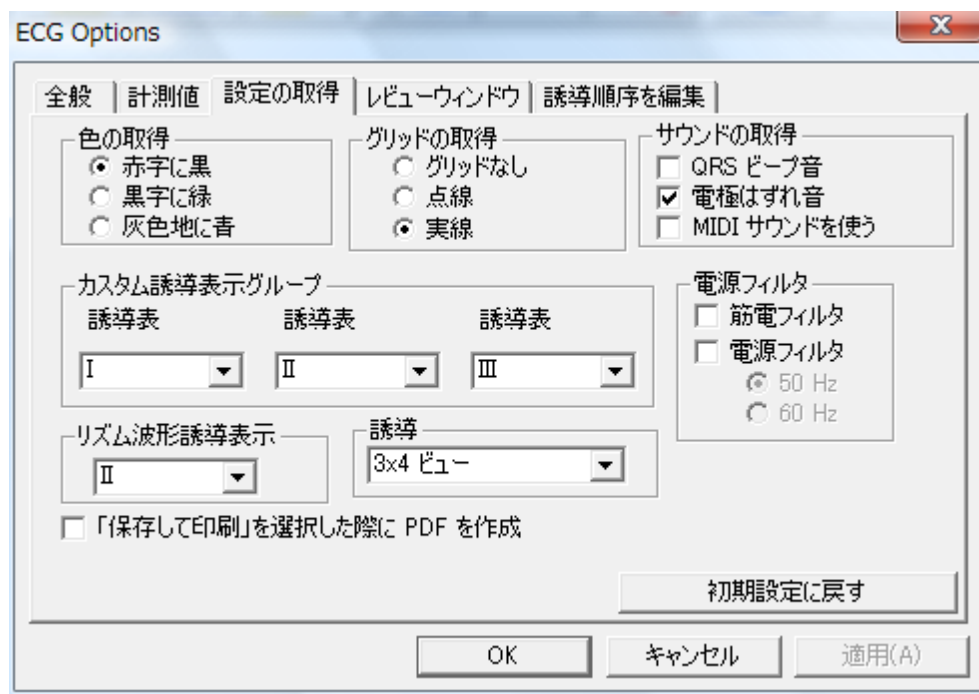 ECG Options
X
全般
計測値
設定の取得
レビューウィンドウ
誘導順序を編集
色の取得
赤字に黒
黒字に緑
灰色地に青
グリッドの取得
グリッドなし
点線
実線
サウンドの取得
QRS ビープ音
電極はずれ音
MIDI サウンドを使う
カスタム誘導表示グループ
誘導表
誘導表
誘導表
I
II
III
電源フィルタ
筋電フィルタ
電源フィルタ
50 Hz
60 Hz
リズム波形誘導表示
II
誘導
3x4 ビュー
「保存して印刷」を選択した際に PDF を作成
初期設定に戻す
OK
キャンセル
適用(A)